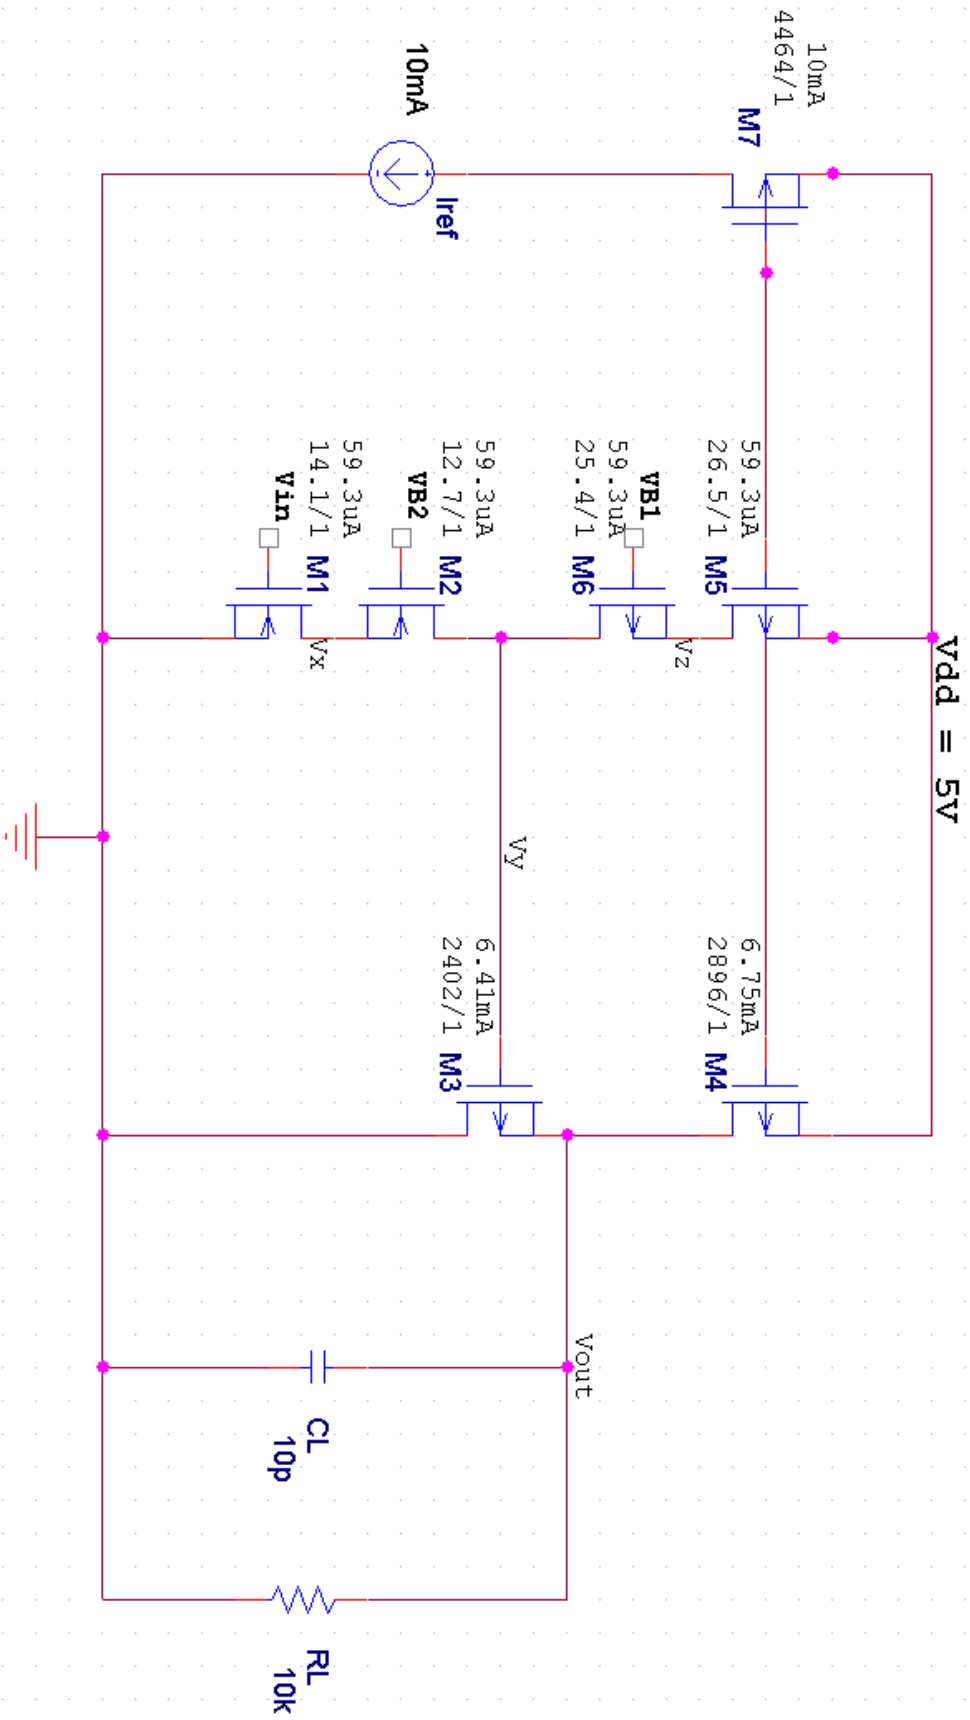 Vdd = 5V
10mA
4464/1
M7
59.3uA
26.5/1
M5
6.75mA
2896/1
M4
Vz
VB1
59.3uA
25.4/1
M6
Vy
6.41mA
2402/1
M3
Vout
10mA
Iref
59.3uA
12.7/1
M2
VB2
Vx
59.3uA
14.1/1
M1
Vin
CL
10p
RL
10k